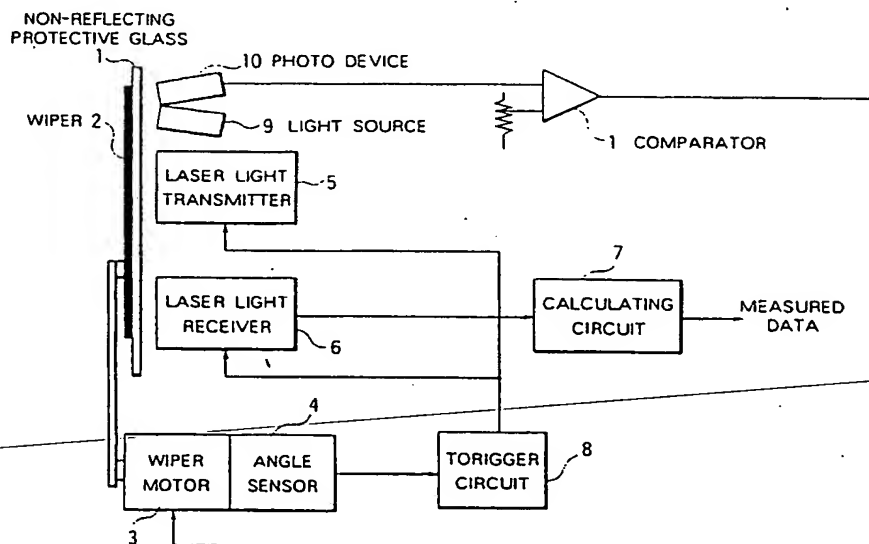 NON-REFLECTING
PROTECTIVE GLASS
1
10 PHOTO DEVICE
WIPER 2
9 LIGHT SOURCE
1 COMPARATOR
LASER LIGHT
TRANSMITTER
5
7
LASER LIGHT
RECEIVER
6
CALCULATING
CIRCUIT
MEASURED
DATA
4
WIPER
MOTOR
3
ANGLE
SENSOR
TORIGGER
CIRCUIT
8